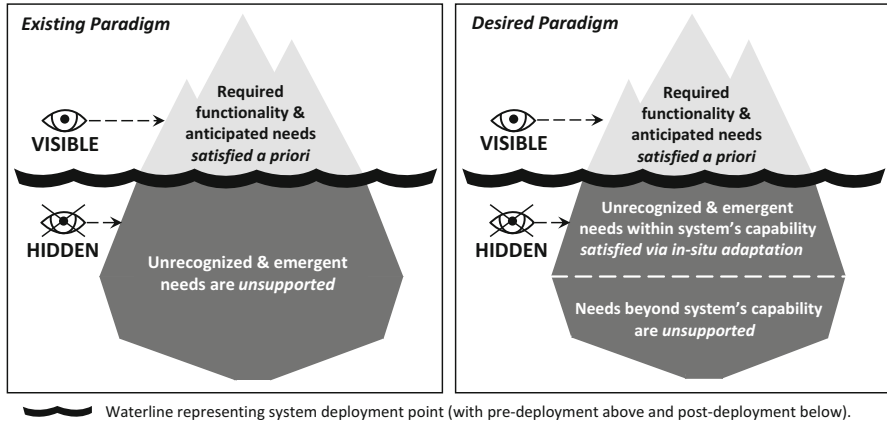 Existing Paradigm
Required
functionality &
anticipated needs
satisfied a priori
VISIBLE
HIDDEN
Unrecognized & emergent
needs are unsupported
Desired Paradigm
Required
functionality &
anticipated needs
satisfied a priori
VISIBLE
HIDDEN
Unrecognized & emergent
needs within system's capability
satisfied via in-situ adaptation
Needs beyond system's capability
are unsupported
Waterline representing system deployment point (with pre-deployment above and post-deployment below).